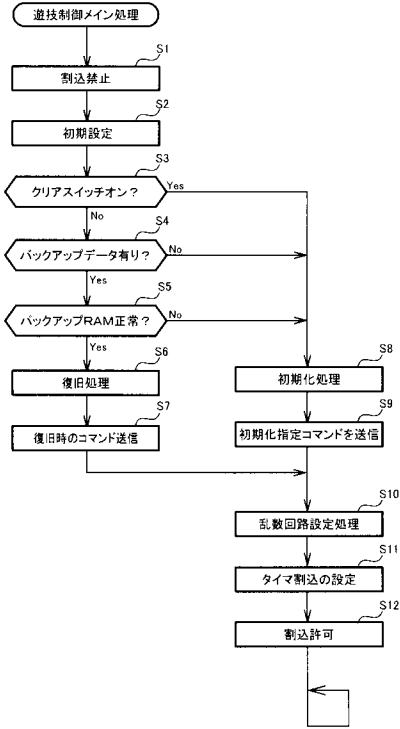 遊技制御メイン処理
S1
割込禁止
S2
初期設定
S3
クリアスイッチオン？
Yes
No
S4
バックアップデータ有り？
No
Yes
S5
バックアップRAM正常？
No
Yes
S6
復旧処理
S7
復旧時のコマンド送信
S8
初期化処理
S9
初期化指定コマンドを送信
S10
乱数回路設定処理
S11
タイマ割込の設定
S12
割込許可